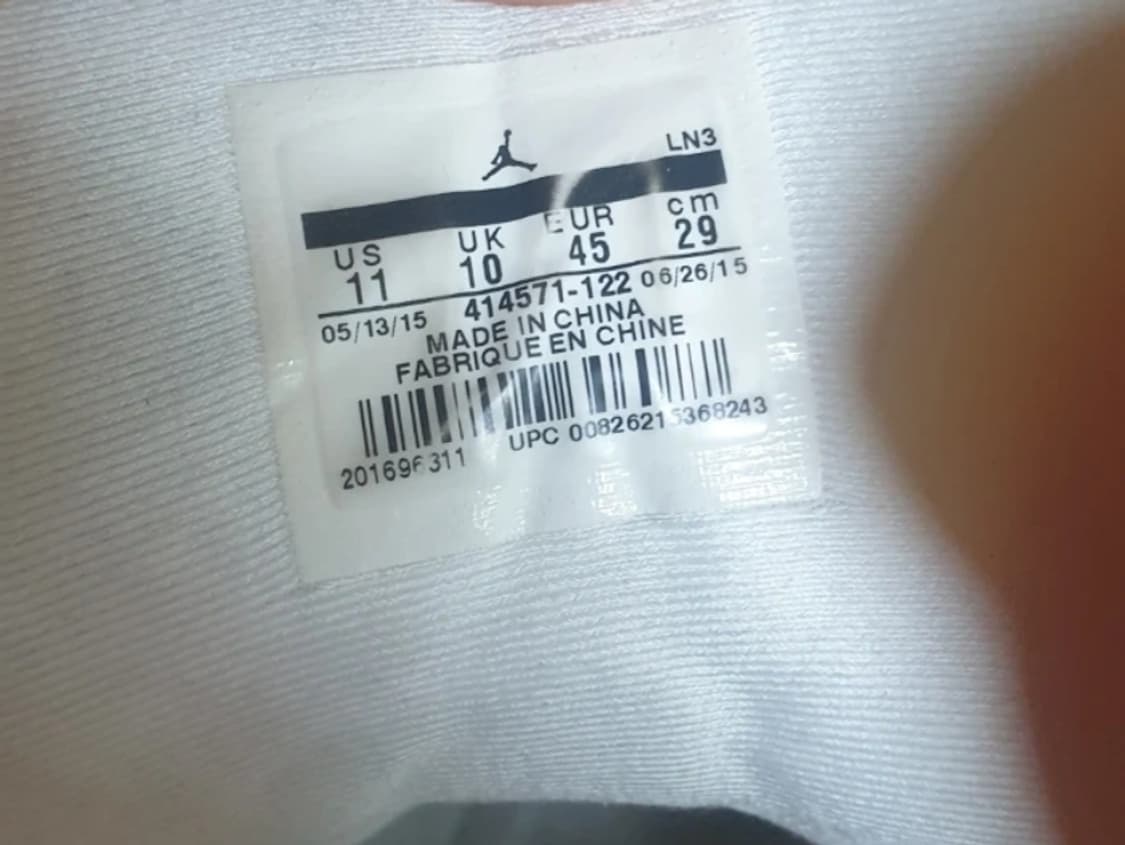 LN3
US UK EUR cm
11 10 45 29
05/13/15 414571-122 06/26/15
MADE IN CHINA
FABRIQUE EN CHINE
UPC 00826215368243
201696311